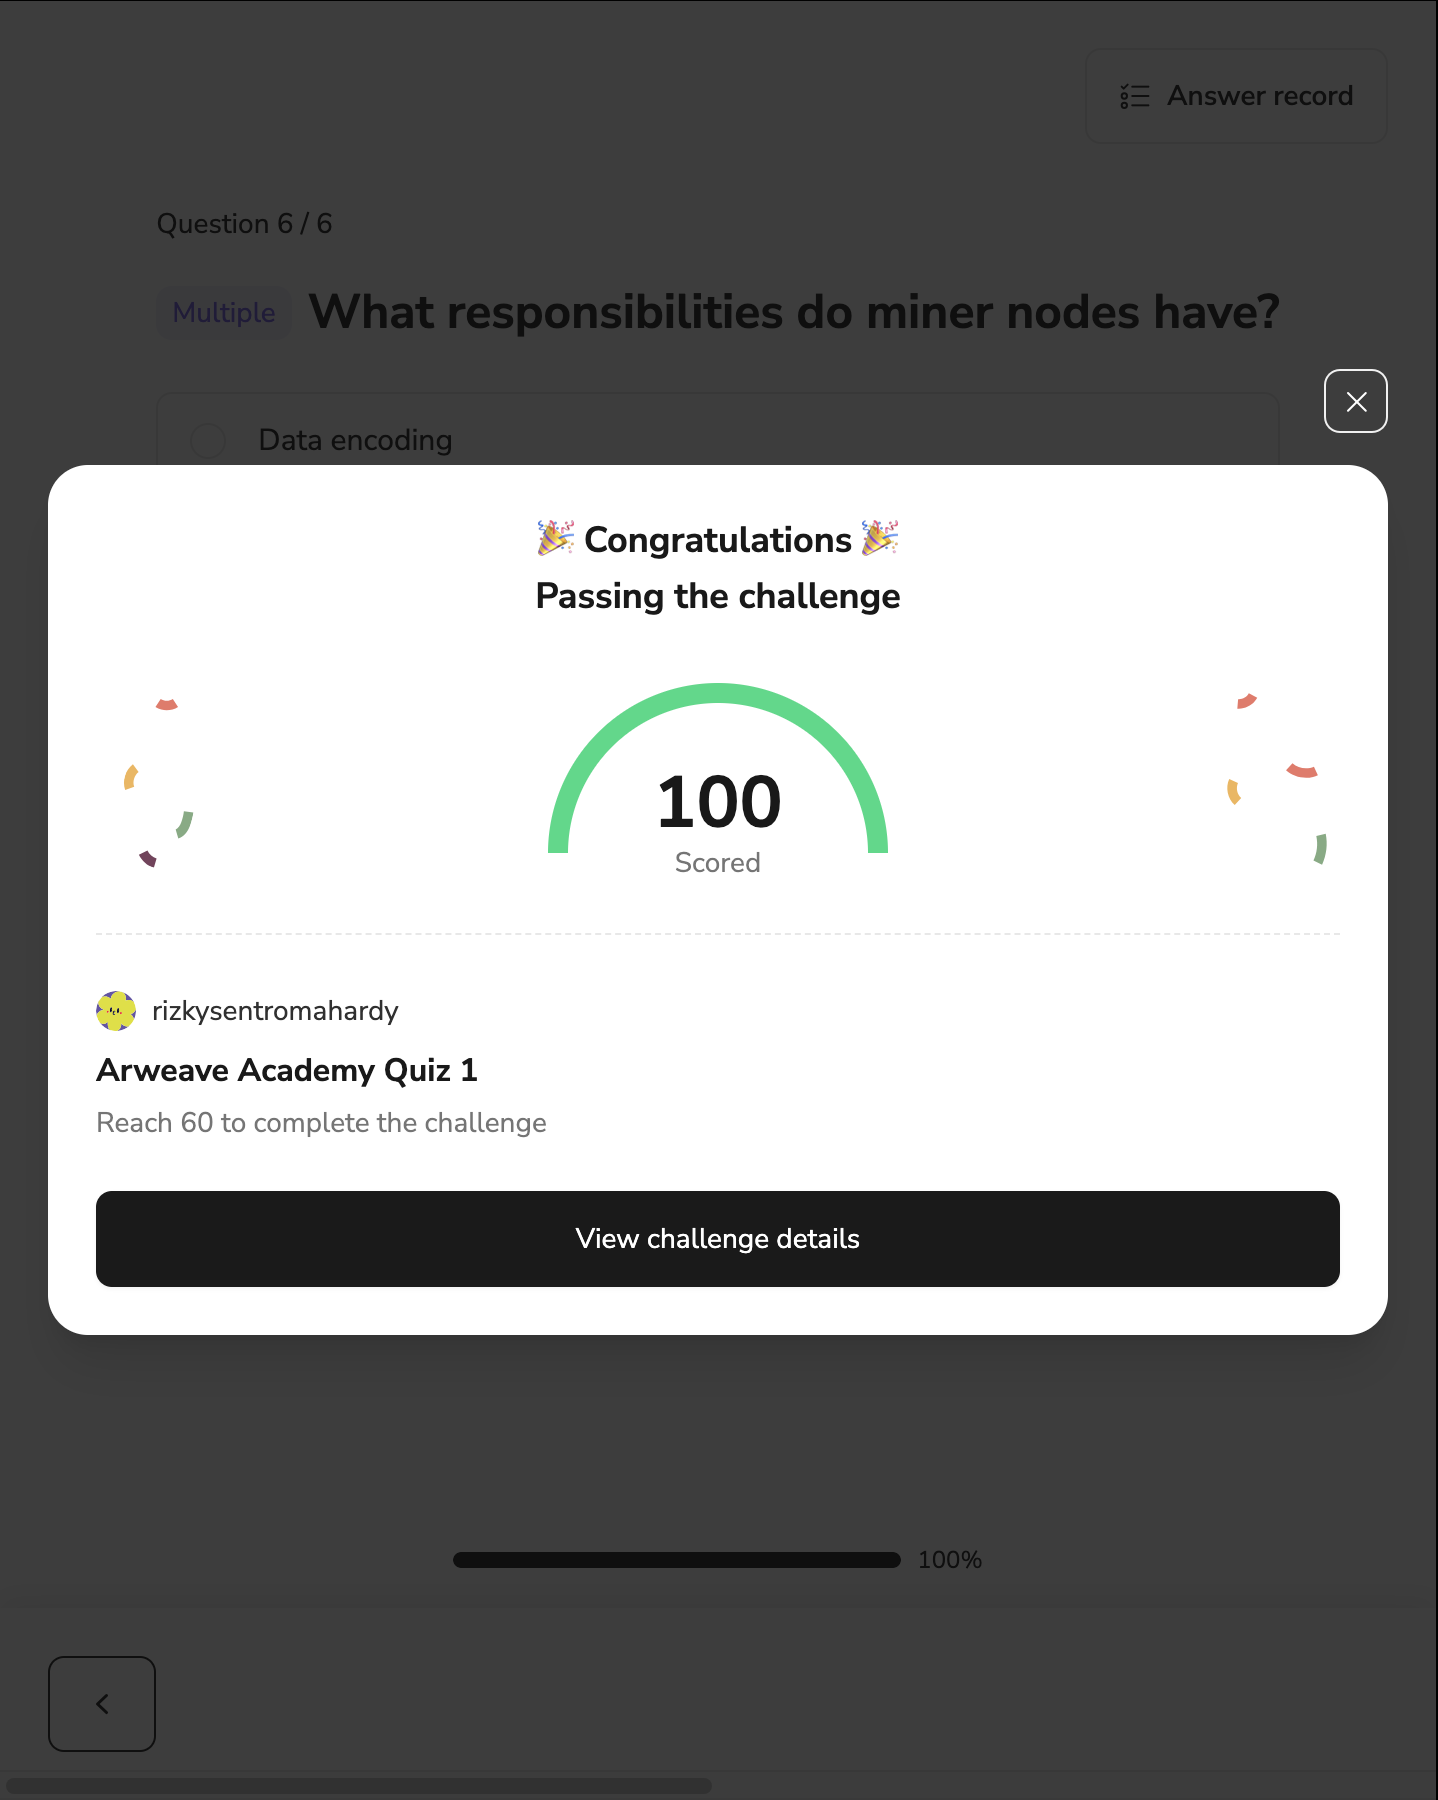 Answer record
Question 6 / 6
Multiple What responsibilities do miner nodes have?
Data encoding
🎉 Congratulations 🎉
Passing the challenge
100
Scored
rizkysentromahardy
Arweave Academy Quiz 1
Reach 60 to complete the challenge
View challenge details
100%